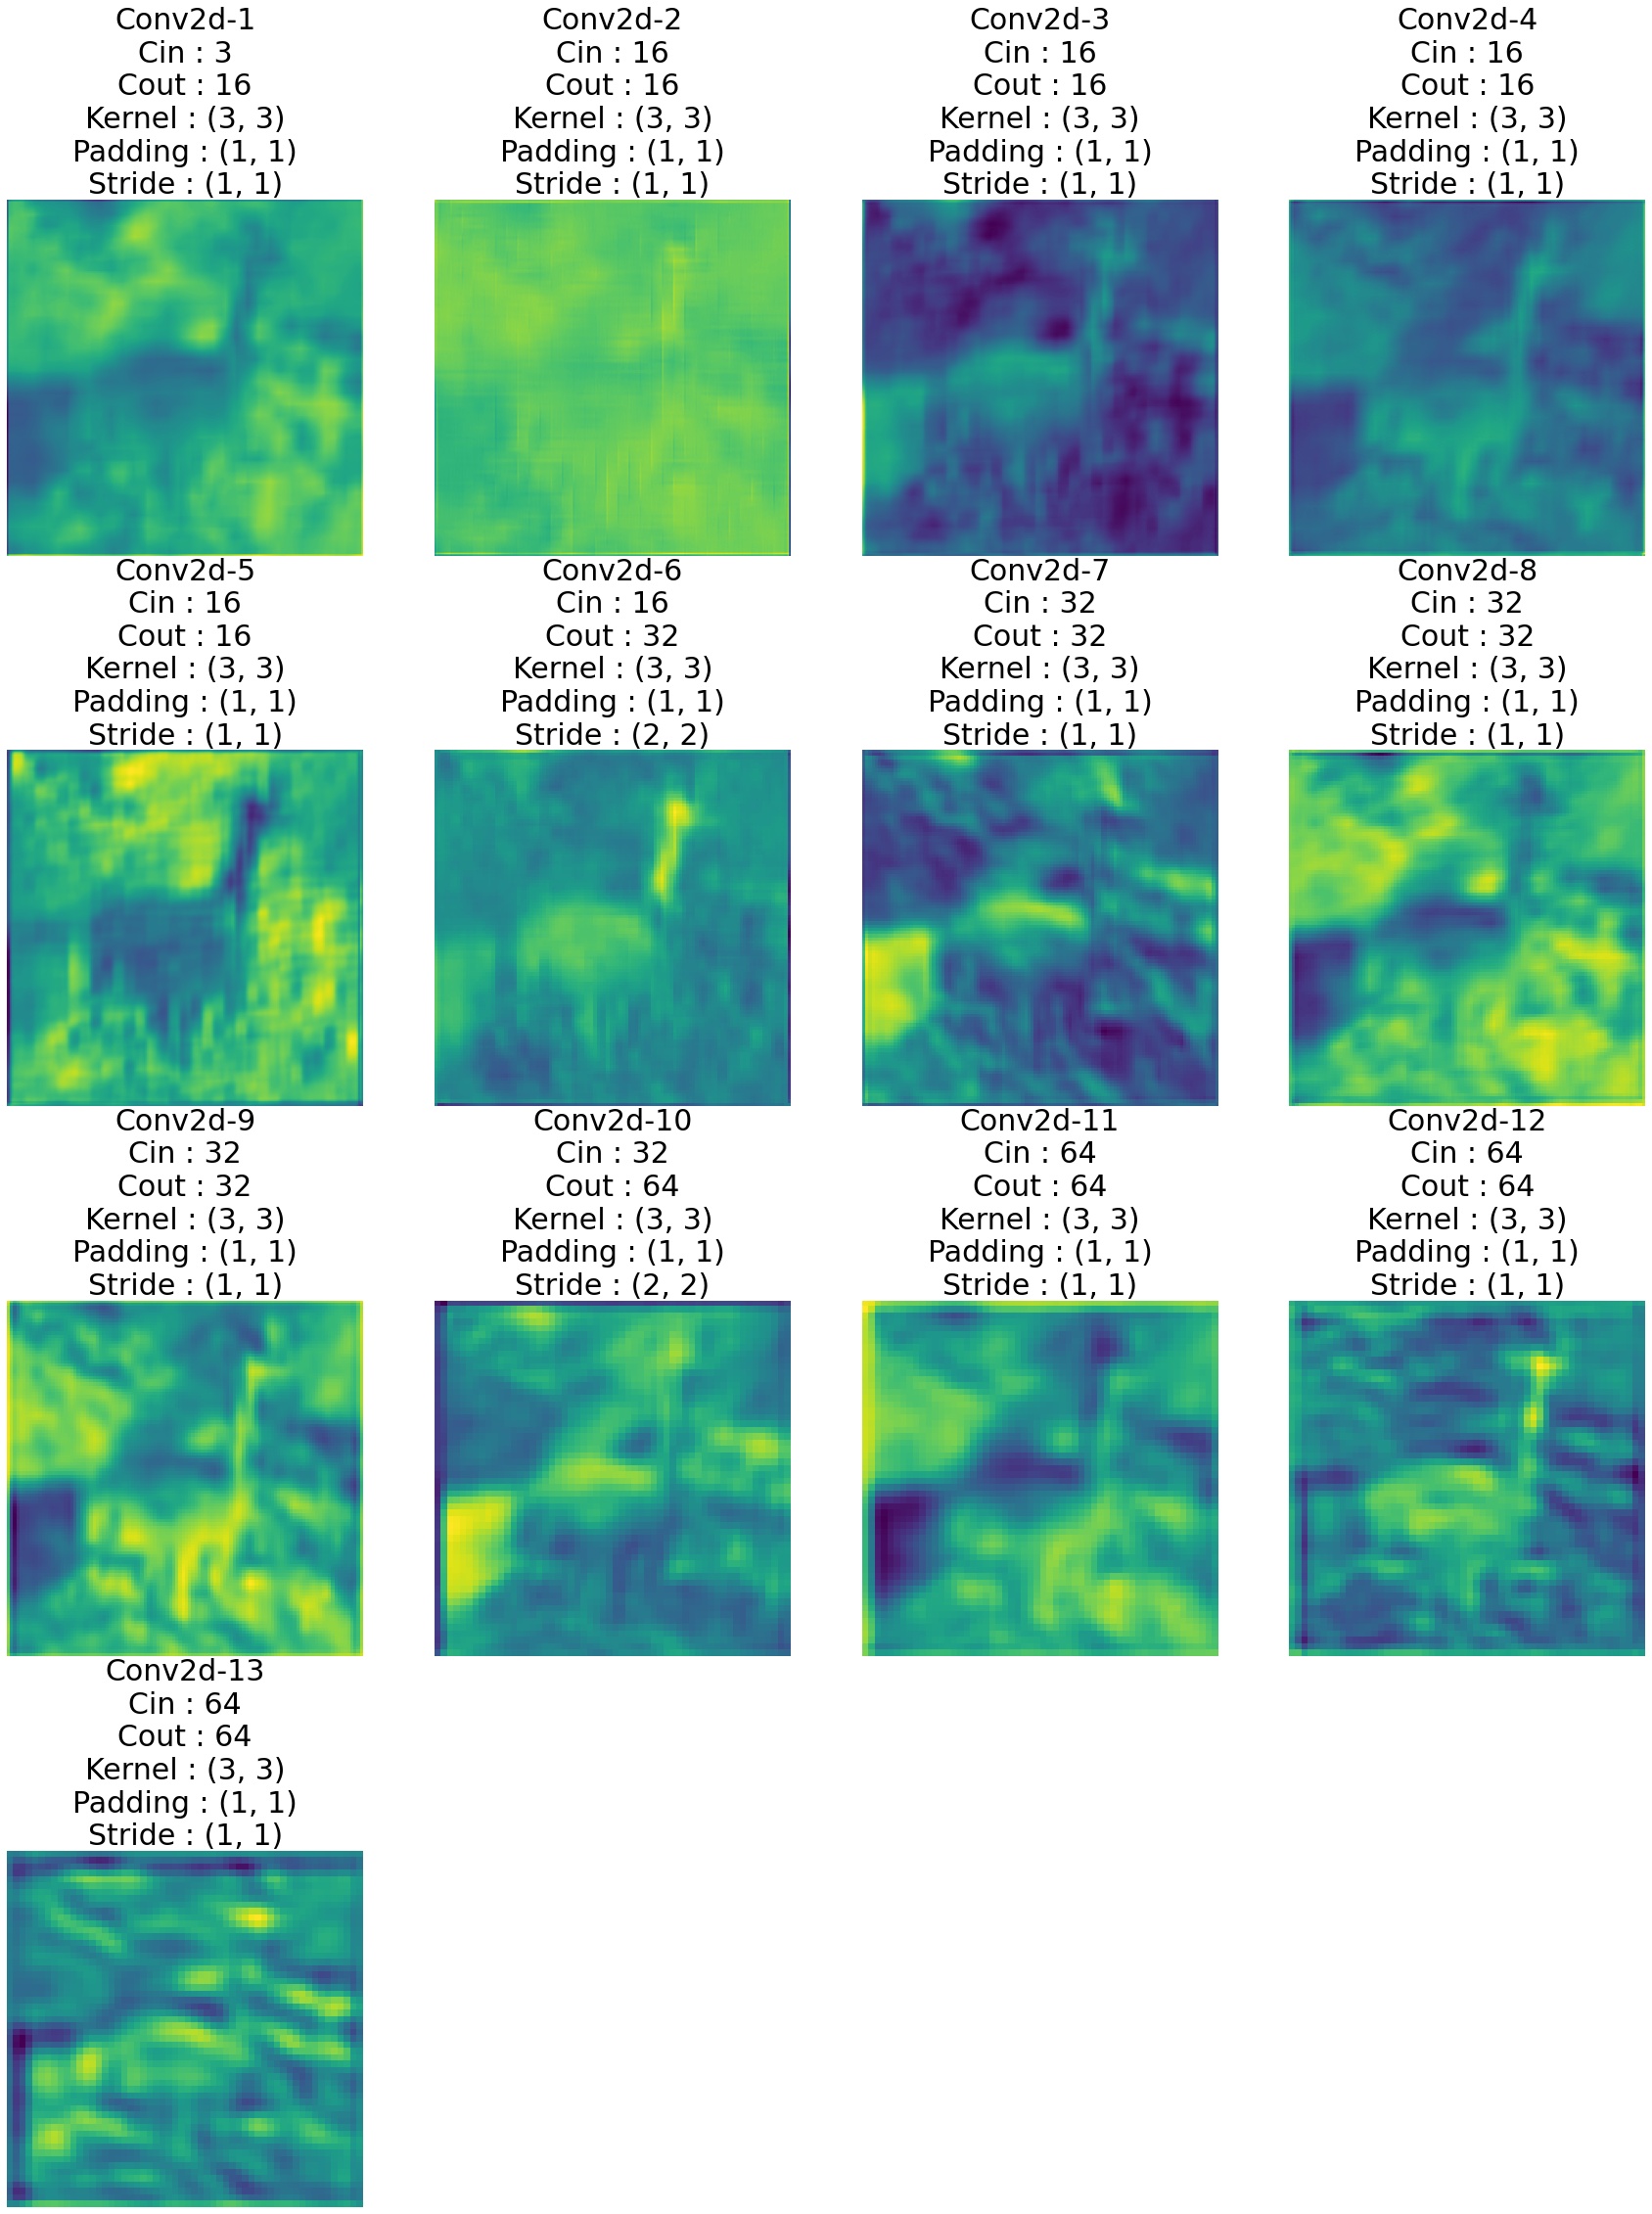 Conv2d-1
Cin : 3
Cout : 16
Kernel : (3, 3)
Padding : (1, 1)
Stride : (1, 1)
Conv2d-2
Cin : 16
Cout : 16
Kernel : (3, 3)
Padding : (1, 1)
Stride : (1, 1)
Conv2d-3
Cin : 16
Cout : 16
Kernel : (3, 3)
Padding : (1, 1)
Stride : (1, 1)
Conv2d-4
Cin : 16
Cout : 16
Kernel : (3, 3)
Padding : (1, 1)
Stride : (1, 1)
Conv2d-5
Cin : 16
Cout : 16
Kernel : (3, 3)
Padding : (1, 1)
Stride : (1, 1)
Conv2d-6
Cin : 16
Cout : 32
Kernel : (3, 3)
Padding : (1, 1)
Stride : (2, 2)
Conv2d-7
Cin : 32
Cout : 32
Kernel : (3, 3)
Padding : (1, 1)
Stride : (1, 1)
Conv2d-8
Cin : 32
Cout : 32
Kernel : (3, 3)
Padding : (1, 1)
Stride : (1, 1)
Conv2d-9
Cin : 32
Cout : 32
Kernel : (3, 3)
Padding : (1, 1)
Stride : (1, 1)
Conv2d-10
Cin : 32
Cout : 64
Kernel : (3, 3)
Padding : (1, 1)
Stride : (2, 2)
Conv2d-11
Cin : 64
Cout : 64
Kernel : (3, 3)
Padding : (1, 1)
Stride : (1, 1)
Conv2d-12
Cin : 64
Cout : 64
Kernel : (3, 3)
Padding : (1, 1)
Stride : (1, 1)
Conv2d-13
Cin : 64
Cout : 64
Kernel : (3, 3)
Padding : (1, 1)
Stride : (1, 1)